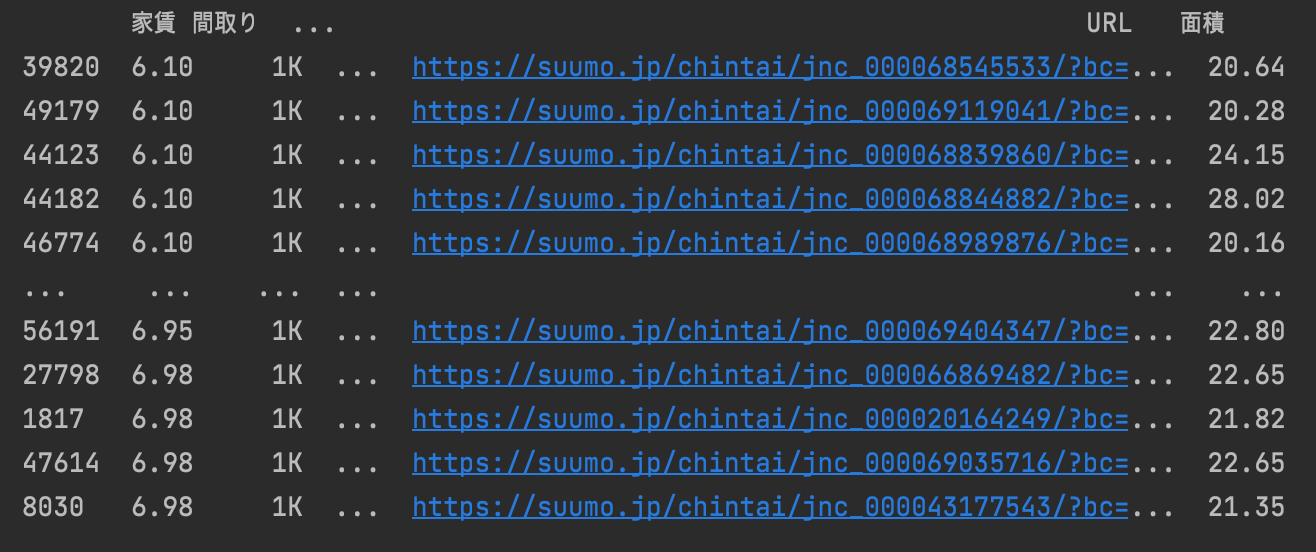 家賃 間取り ... URL 面積
39820 6.10 1K ... https://suumo.jp/chintai/jnc_000068545533/?bc=... 20.64
49179 6.10 1K ... https://suumo.jp/chintai/jnc_000069119041/?bc=... 20.28
44123 6.10 1K ... https://suumo.jp/chintai/jnc_000068839860/?bc=... 24.15
44182 6.10 1K ... https://suumo.jp/chintai/jnc_000068844882/?bc=... 28.02
46774 6.10 1K ... https://suumo.jp/chintai/jnc_000068989876/?bc=... 20.16
... ... ... ... ... ...
56191 6.95 1K ... https://suumo.jp/chintai/jnc_000069404347/?bc=... 22.80
27798 6.98 1K ... https://suumo.jp/chintai/jnc_000066869482/?bc=... 22.65
1817 6.98 1K ... https://suumo.jp/chintai/jnc_000020164249/?bc=... 21.82
47614 6.98 1K ... https://suumo.jp/chintai/jnc_000069035716/?bc=... 22.65
8030 6.98 1K ... https://suumo.jp/chintai/jnc_000043177543/?bc=... 21.35